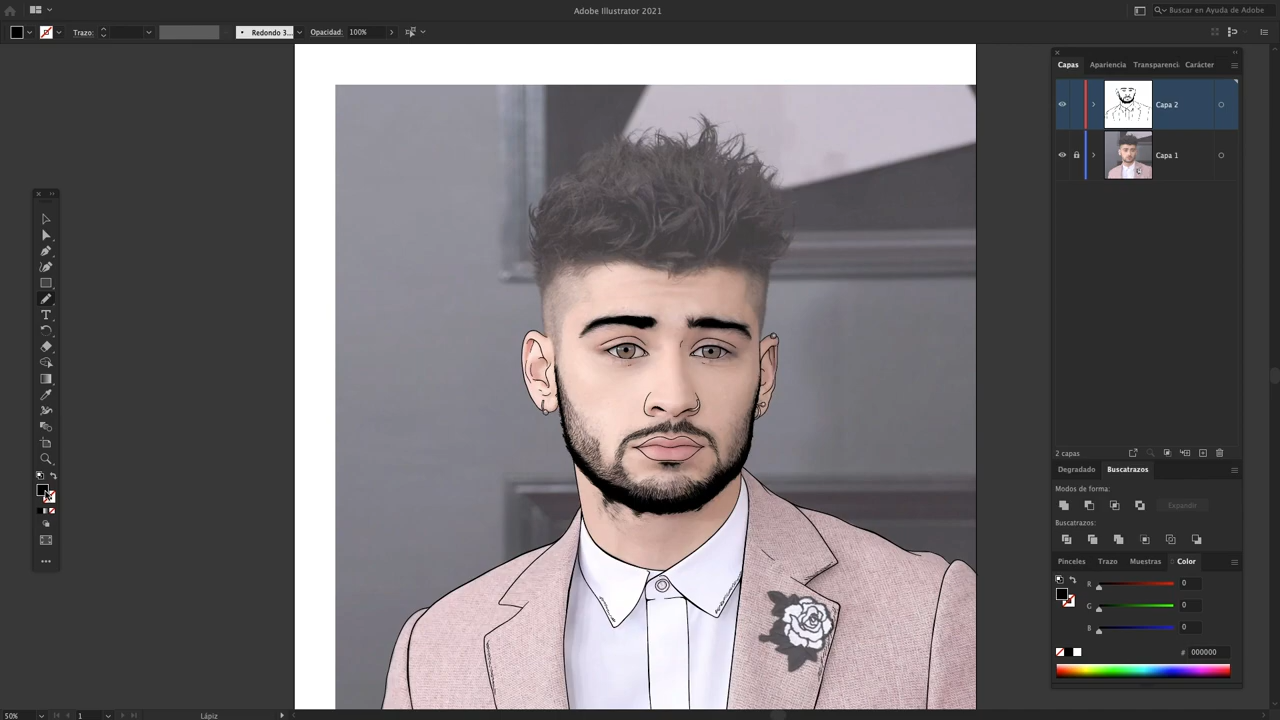 Adobe Illustrator 2021
Buscar en Ayuda de Adobe
Trazo:
Redondo 3...
Opacidad: 100%
Capas Apariencia Transparenci Carácter
Capa 2
Capa 1
2 capas
Degradado Buscatrazos
Modos de forma:
Expandir
Buscatrazos:
Pinceles Trazo Muestras Color
R 0
G 0
B 0
# 000000
50% 1 Lápiz